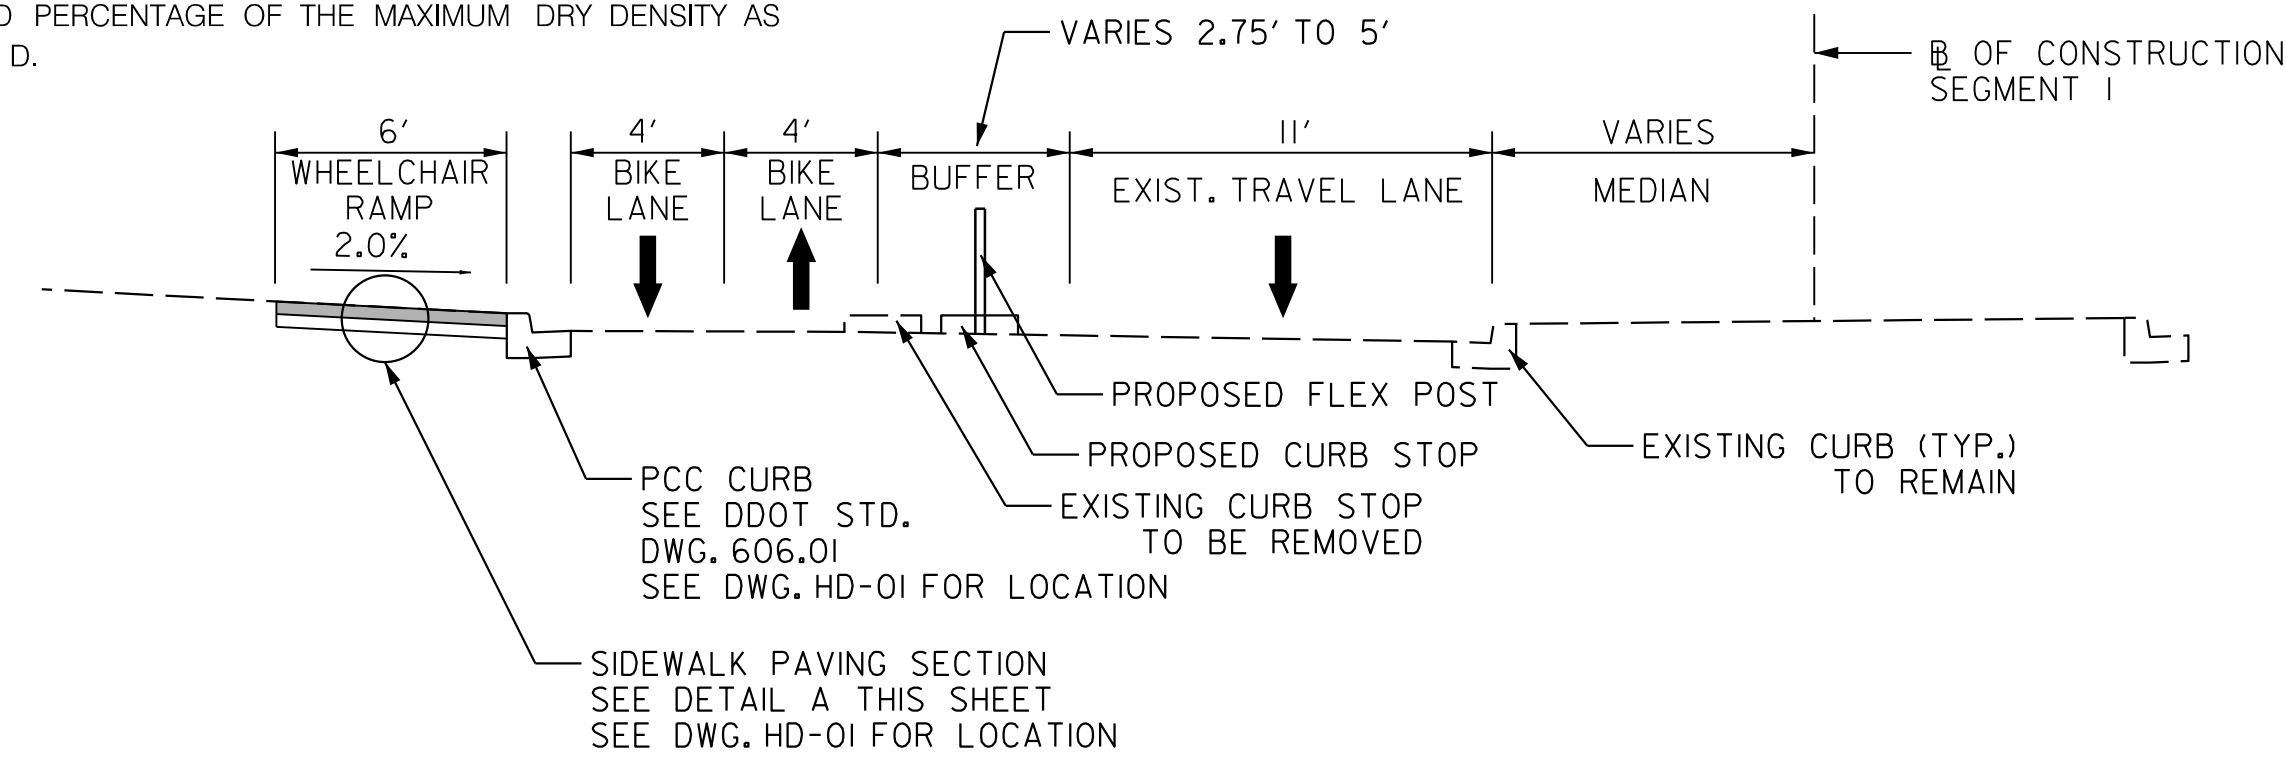 PERCENTAGE OF THE MAXIMUM DRY DENSITY AS
D.
VARIES 2.75' TO 5'
BL OF CONSTRUCTION
SEGMENT 1
6'
4'
4'
11'
VARIES
WHEELCHAIR
RAMP
2.0%
BIKE
LANE
BIKE
LANE
BUFFER
EXIST. TRAVEL LANE
MEDIAN
PROPOSED FLEX POST
PROPOSED CURB STOP
EXISTING CURB STOP
TO BE REMOVED
EXISTING CURB (TYP.)
TO REMAIN
PCC CURB
SEE DDOT STD.
DWG. 606.01
SEE DWG. HD-01 FOR LOCATION
SIDEWALK PAVING SECTION
SEE DETAIL A THIS SHEET
SEE DWG. HD-01 FOR LOCATION